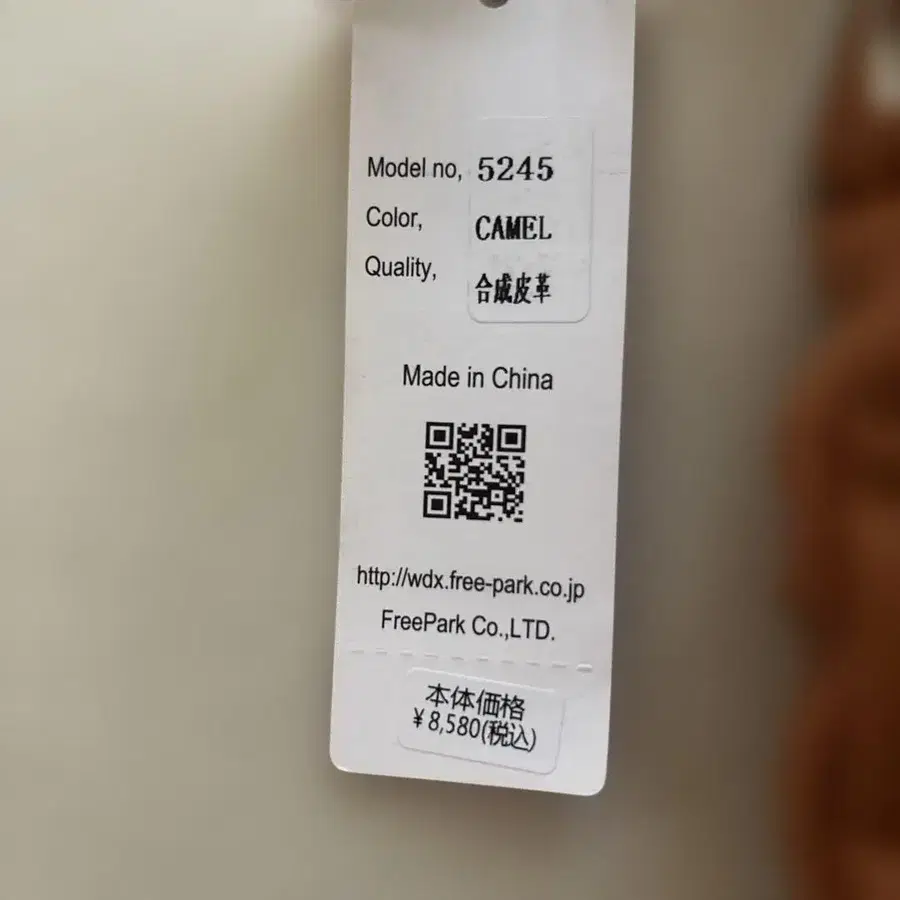 Model no, 5245
Color, CAMEL
Quality, 合成皮革
Made in China
http://wdx.free-park.co.jp
FreePark Co.,LTD.
本体価格
¥8,580(税込)